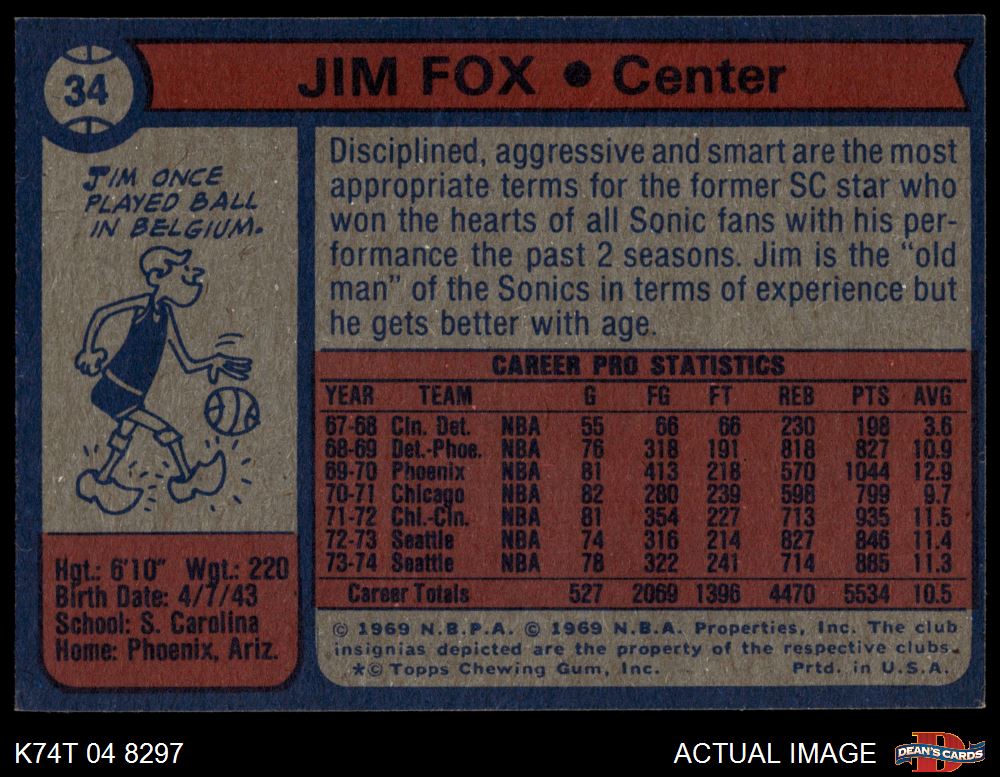 34
JIM FOX ● Center
JIM ONCE
PLAYED BALL
IN BELGIUM.
Disciplined, aggressive and smart are the most
appropriate terms for the former SC star who
won the hearts of all Sonic fans with his per-
formance the past 2 seasons. Jim is the "old
man" of the Sonics in terms of experience but
he gets better with age.
CAREER PRO STATISTICS
YEAR TEAM G FG FT REB PTS AVG
67-68 Cin. Det. NBA 55 66 66 230 198 3.6
68-69 Det.-Phoe. NBA 76 318 191 818 827 10.9
69-70 Phoenix NBA 81 413 218 570 1044 12.9
70-71 Chicago NBA 82 280 239 598 799 9.7
71-72 Chi.-Cin. NBA 81 354 227 713 935 11.5
72-73 Seattle NBA 74 316 214 827 846 11.4
73-74 Seattle NBA 78 322 241 714 885 11.3
Career Totals 527 2069 1396 4470 5534 10.5
Hgt.: 6'10" Wgt.: 220
Birth Date: 4/7/43
School: S. Carolina
Home: Phoenix, Ariz.
© 1969 N.B.P.A. © 1969 N.B.A. Properties, Inc. The club
insignias depicted are the property of the respective clubs.
*© Topps Chewing Gum, Inc. Prtd. in U.S.A.
K74T 04 8297
ACTUAL IMAGE
D
DEAN'S CARDS